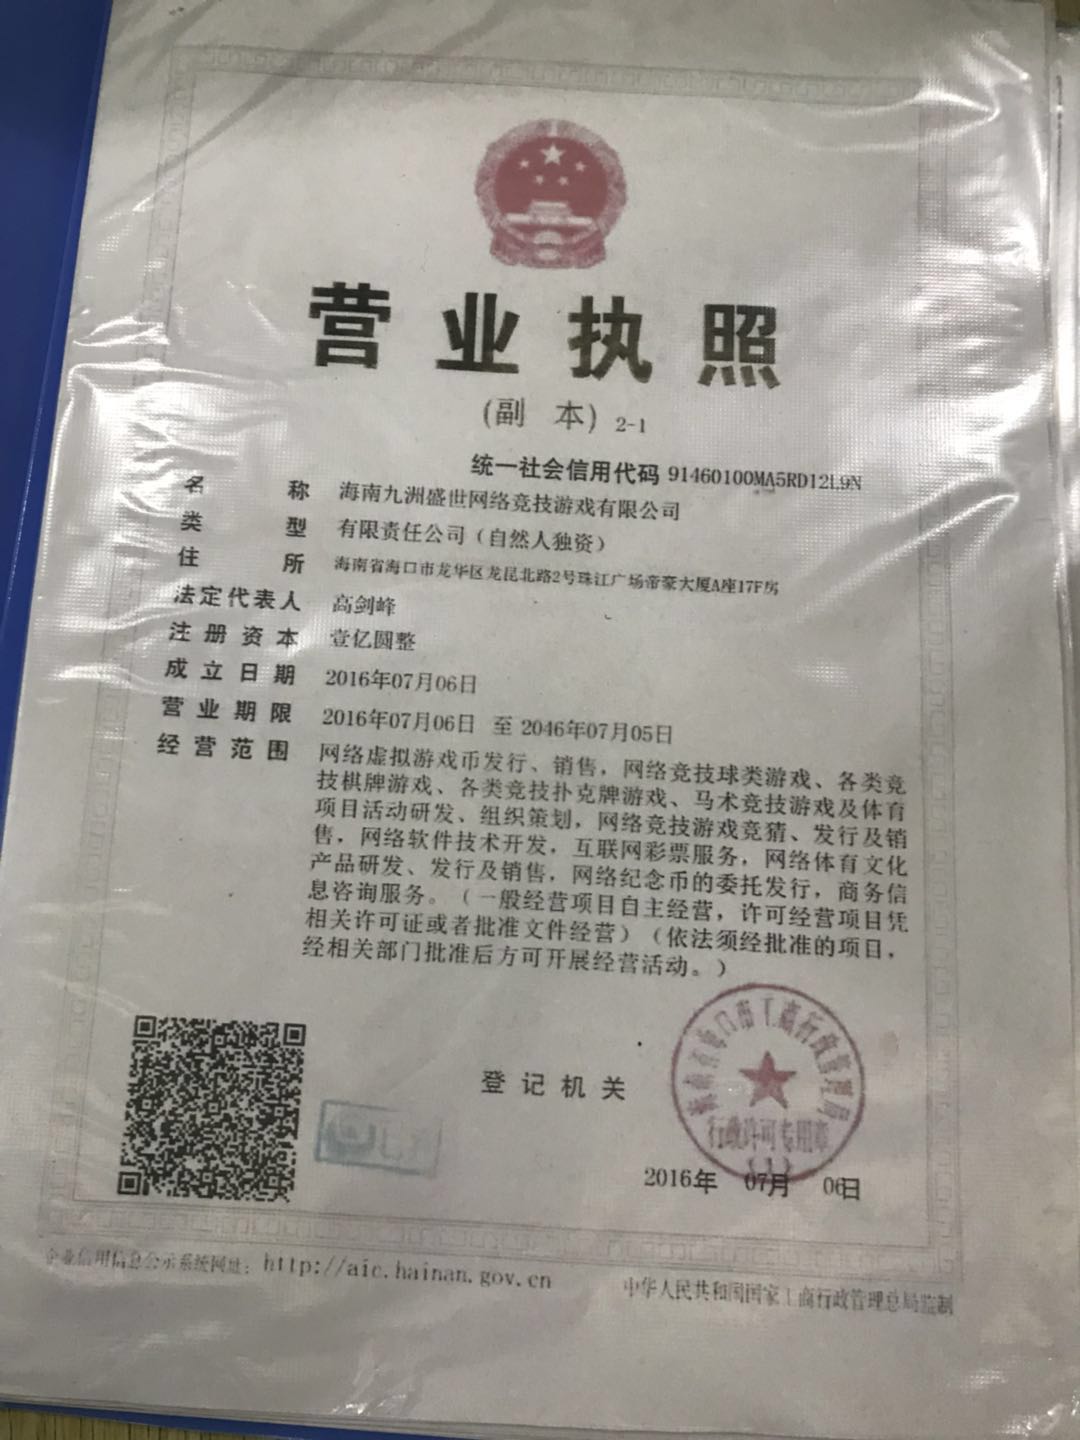 营业执照
(副 本) 2-1
统一社会信用代码 91460100MA5RD12L9N
名称 海南九洲盛世网络竞技游戏有限公司
类型 有限责任公司（自然人独资）
住所 海南省海口市龙华区龙昆北路2号珠江广场帝豪大厦A座17F房
法定代表人 高剑峰
注册资本 壹亿圆整
成立日期 2016年07月06日
营业期限 2016年07月06日 至 2046年07月05日
经营范围 网络虚拟游戏币发行、销售，网络竞技球类游戏、各类竞
技棋牌游戏、各类竞技扑克牌游戏、马术竞技游戏及体育
项目活动研发、组织策划，网络竞技游戏竞猜、发行及销
售，网络软件技术开发，互联网彩票服务，网络体育文化
产品研发、发行及销售，网络纪念币的委托发行，商务信
息咨询服务。（一般经营项目自主经营，许可经营项目凭
相关许可证或者批准文件经营）（依法须经批准的项目，
经相关部门批准后方可开展经营活动。）
登记机关
海南省海口市工商行政管理局
行政许可专用章
(1)
2016年 07月 06日
企业信用信息公示系统网址：http://aic.hainan.gov.cn
中华人民共和国国家工商行政管理总局监制